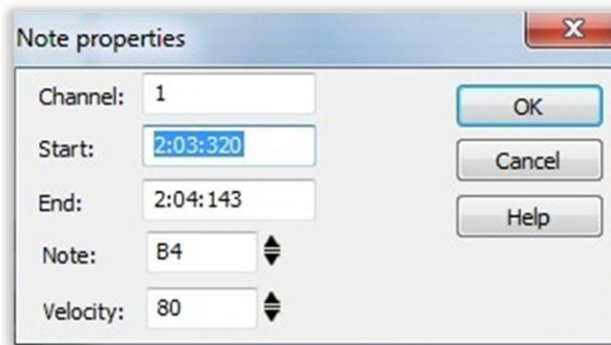 Note properties
Channel: 1
OK
Start: 2:03:320
Cancel
End: 2:04:143
Help
Note: B4
Velocity: 80